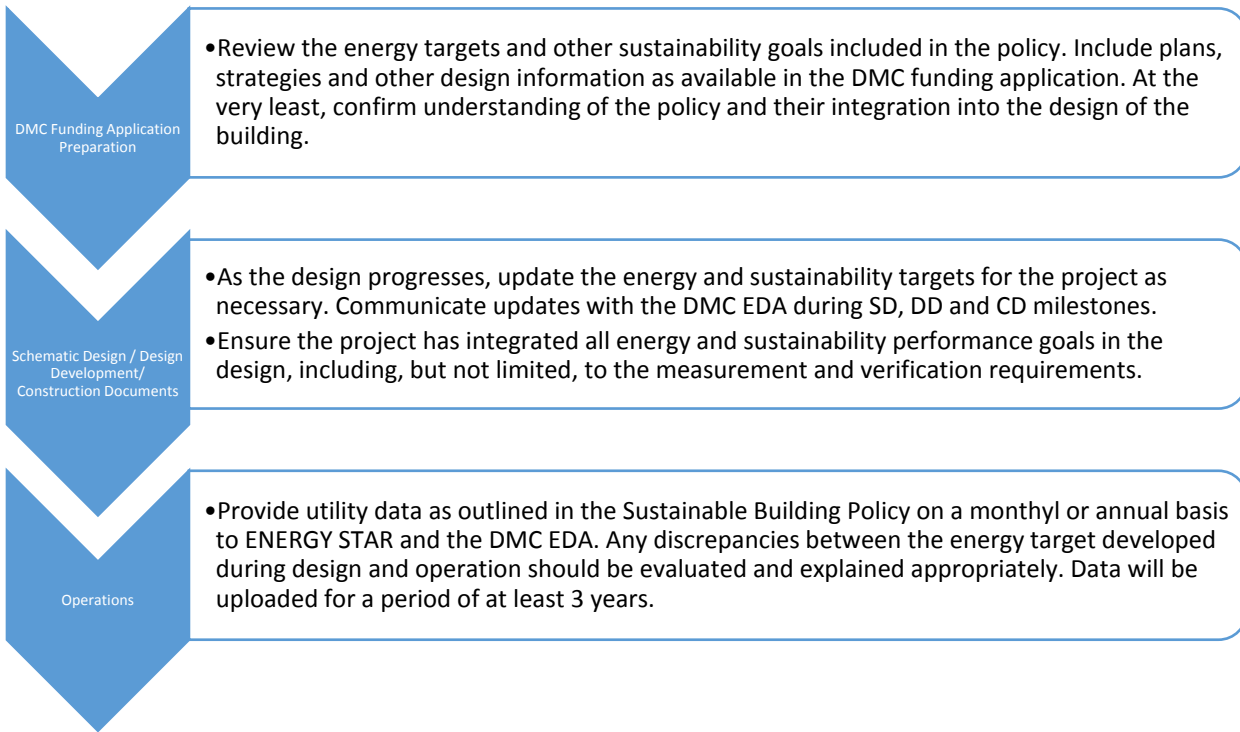 DMC Funding Application
Preparation
•Review the energy targets and other sustainability goals included in the policy. Include plans,
strategies and other design information as available in the DMC funding application. At the
very least, confirm understanding of the policy and their integration into the design of the
building.
Schematic Design / Design
Development/
Construction Documents
•As the design progresses, update the energy and sustainability targets for the project as
necessary. Communicate updates with the DMC EDA during SD, DD and CD milestones.
•Ensure the project has integrated all energy and sustainability performance goals in the
design, including, but not limited, to the measurement and verification requirements.
Operations
•Provide utility data as outlined in the Sustainable Building Policy on a monthyl or annual basis
to ENERGY STAR and the DMC EDA. Any discrepancies between the energy target developed
during design and operation should be evaluated and explained appropriately. Data will be
uploaded for a period of at least 3 years.